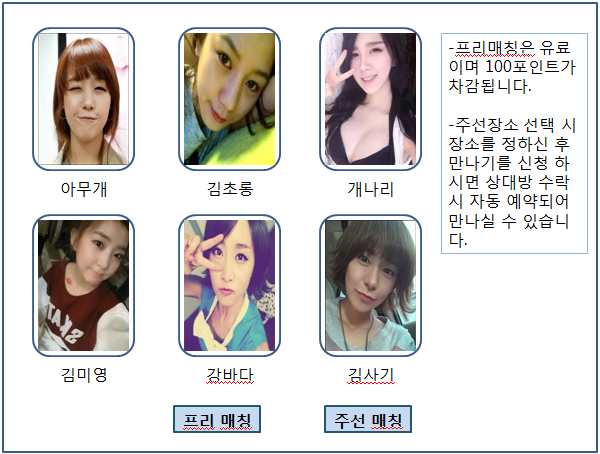 아무개
김초롱
개나리
-프리매칭은 유료
이며 100포인트가
차감됩니다.
-주선장소 선택 시
장소를 정하신 후
만나기를 신청 하
시면 상대방 수락
시 자동 예약되어
만나실 수 있습니
다.
김미영
강바다
김사기
프리 매칭
주선 매칭